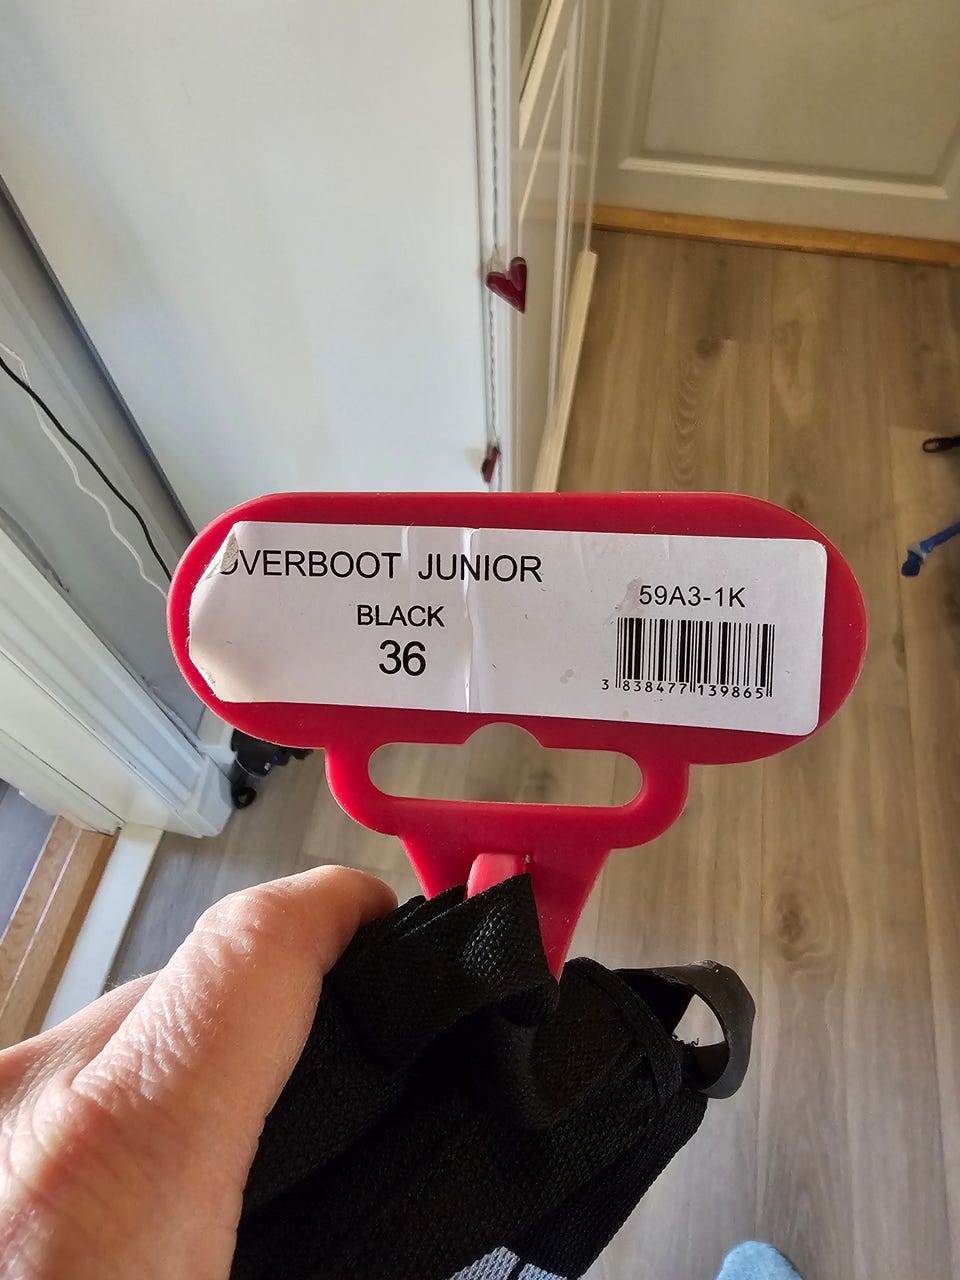 OVERBOOT JUNIOR
BLACK
36
59A3-1K
3 838477 139865